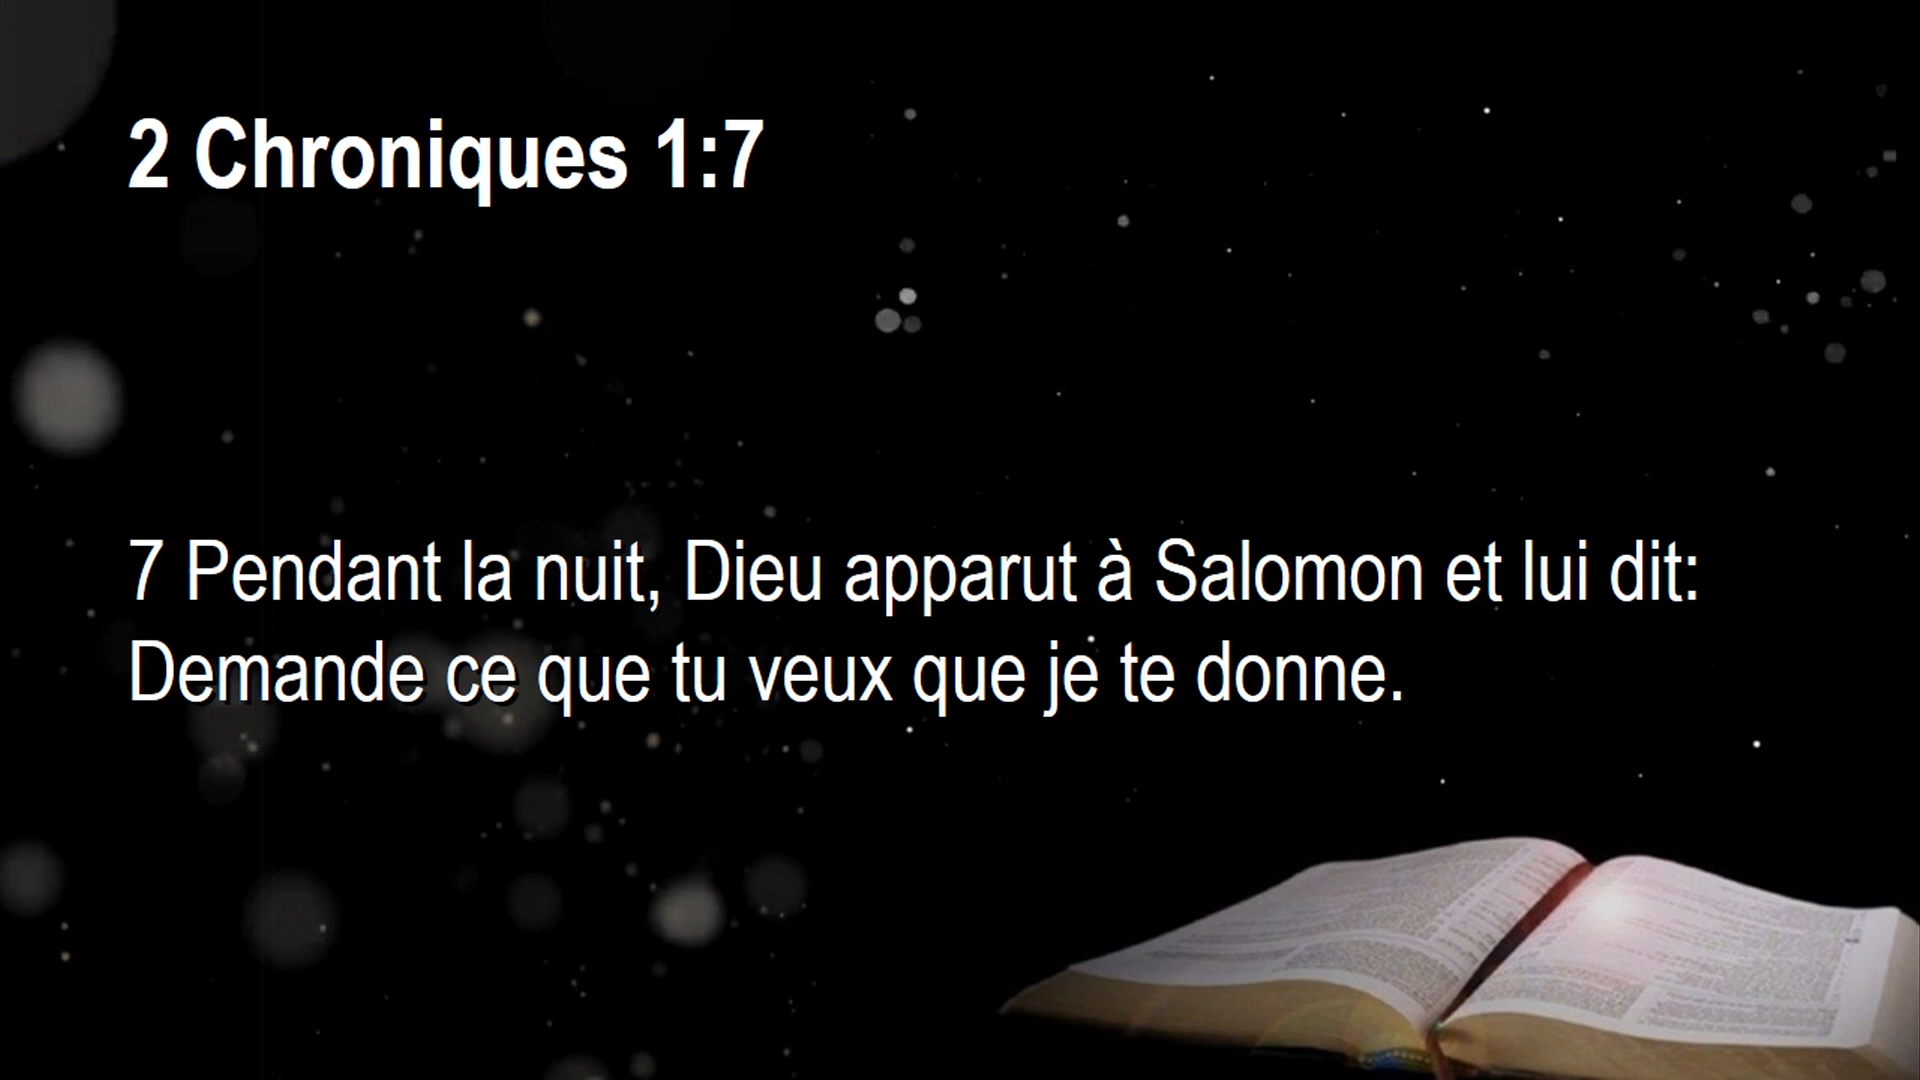 2 Chroniques 1:7
7 Pendant la nuit, Dieu apparut à Salomon et lui dit:
Demande ce que tu veux que je te donne.